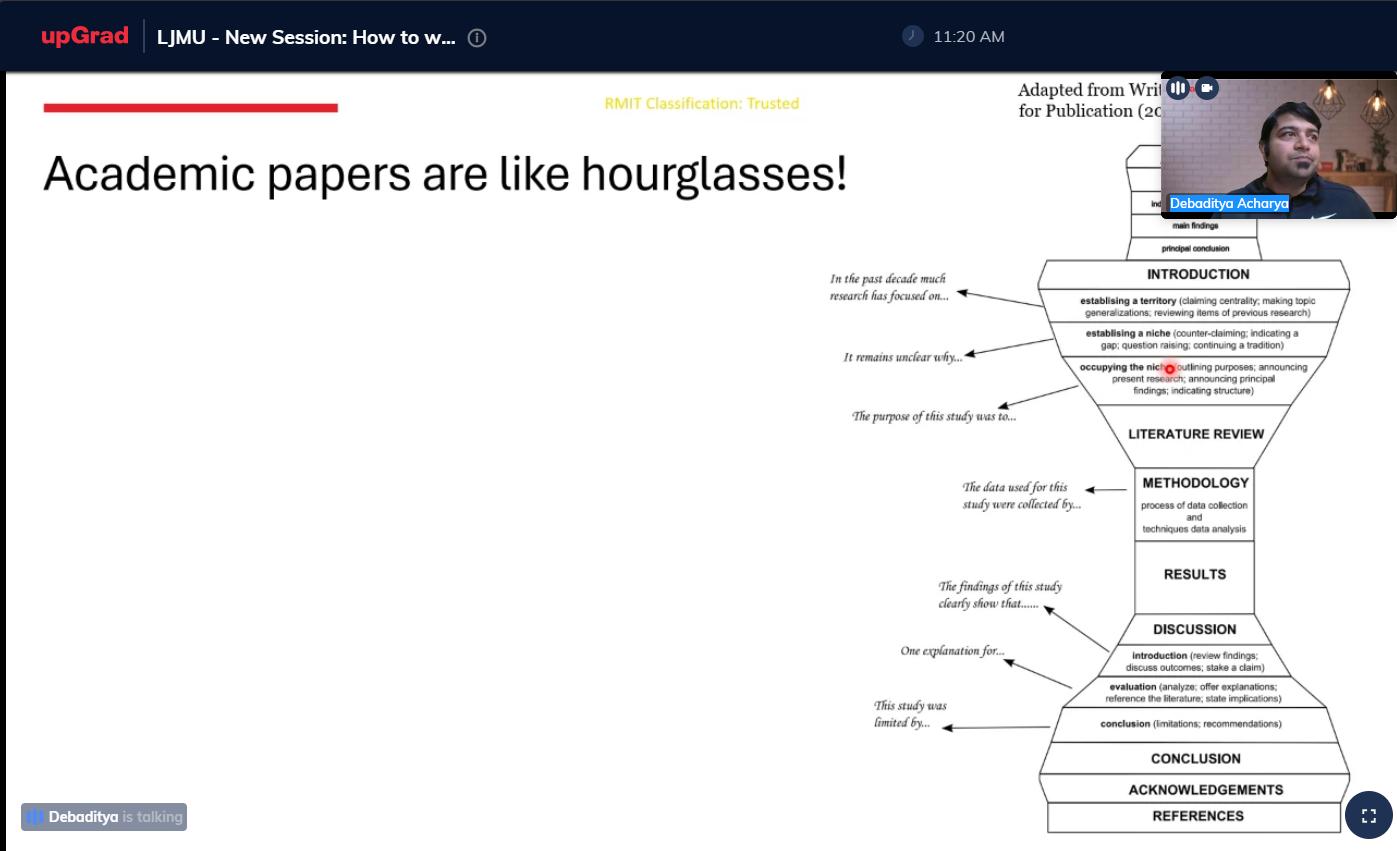 upGrad
LJMU - New Session: How to w...
11:20 AM
RMIT Classification: Trusted
Adapted from
for Publication
Academic papers are like hourglasses!
Debaditya Acharya
main findings
principal conclusion
INTRODUCTION
In the past decade much
research has focused on...
establising a territory (claiming centrality; making topic
generalizations; reviewing items of previous research)
establising a niche (counter-claiming; indicating a
gap; question raising; continuing a tradition)
It remains unclear why...
occupying the outlining purposes; announcing
present research; announcing principal
findings; indicating structure)
The purpose of this study was to...
LITERATURE REVIEW
METHODOLOGY
The data used for this
study were collected by...
process of data collection
and
techniques data analysis
RESULTS
The findings of this study
clearly show that......
DISCUSSION
introduction (review findings;
discuss outcomes; stake a claim)
One explanation for...
evaluation (analyze; offer explanations;
reference the literature; state implications)
This study was
limited by...
conclusion (limitations; recommendations)
CONCLUSION
ACKNOWLEDGEMENTS
REFERENCES
Debaditya is talking